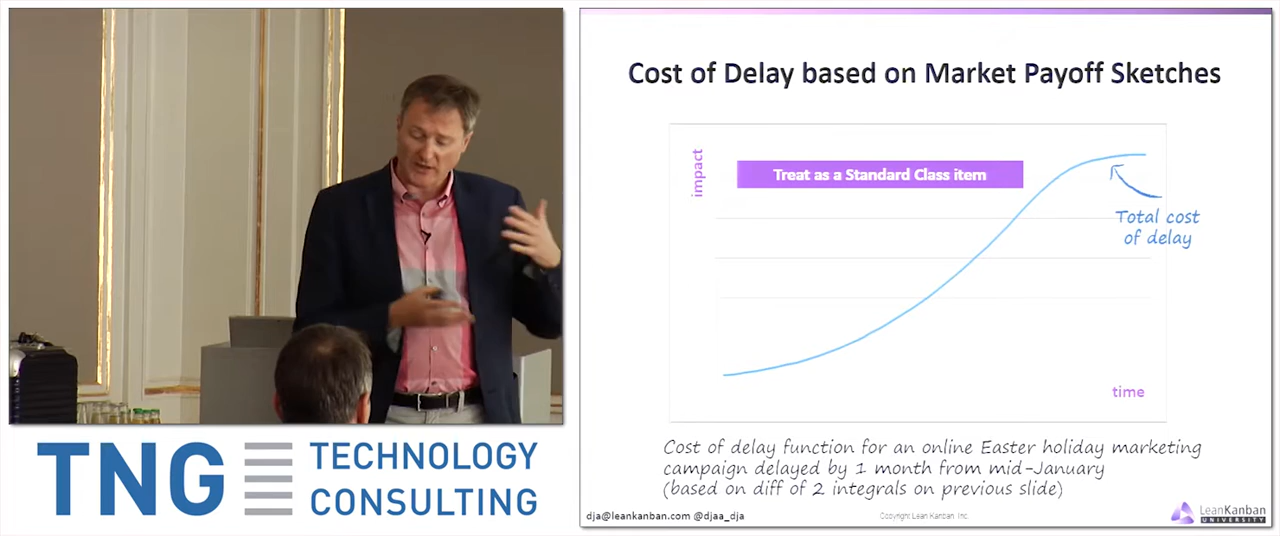 Cost of Delay based on Market Payoff Sketches
impact
Treat as a Standard Class item
Total cost
of delay
time
Cost of delay function for an online Easter holiday marketing
campaign delayed by 1 month from mid-January
(based on diff of 2 integrals on previous slide)
dja@leankanban.com @djaa_dja
Copyright Lean Kanban Inc.
LeanKanban
UNIVERSITY
TNG TECHNOLOGY
CONSULTING